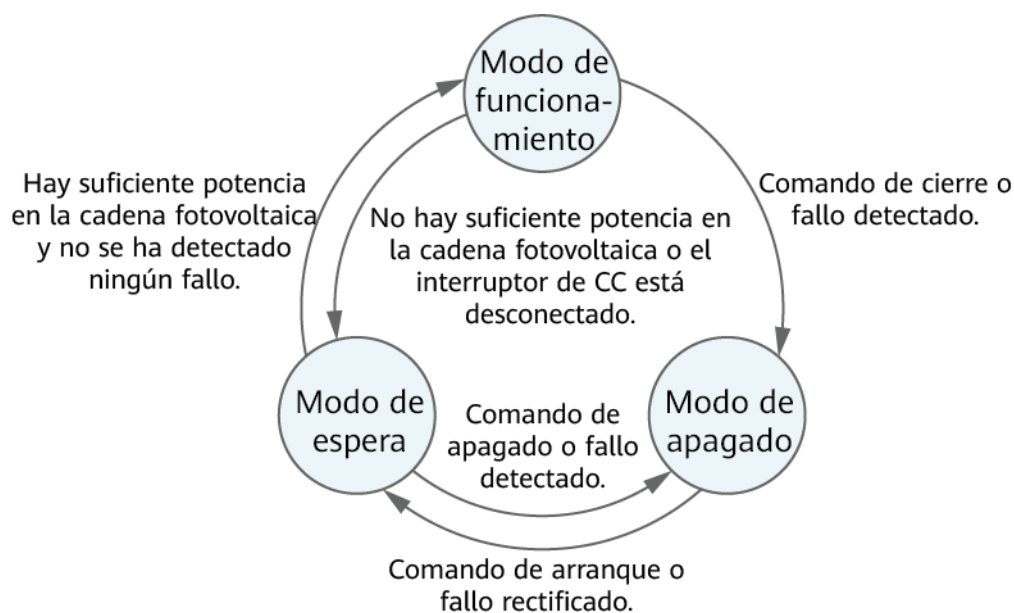 Modo de
funciona-
miento
Hay suficiente potencia
en la cadena fotovoltaica
y no se ha detectado
ningún fallo.
No hay suficiente potencia en
la cadena fotovoltaica o el
interruptor de CC está
desconectado.
Comando de cierre o
fallo detectado.
Modo de
espera
Comando de
apagado o fallo
detectado.
Modo de
apagado
Comando de arranque o
fallo rectificado.